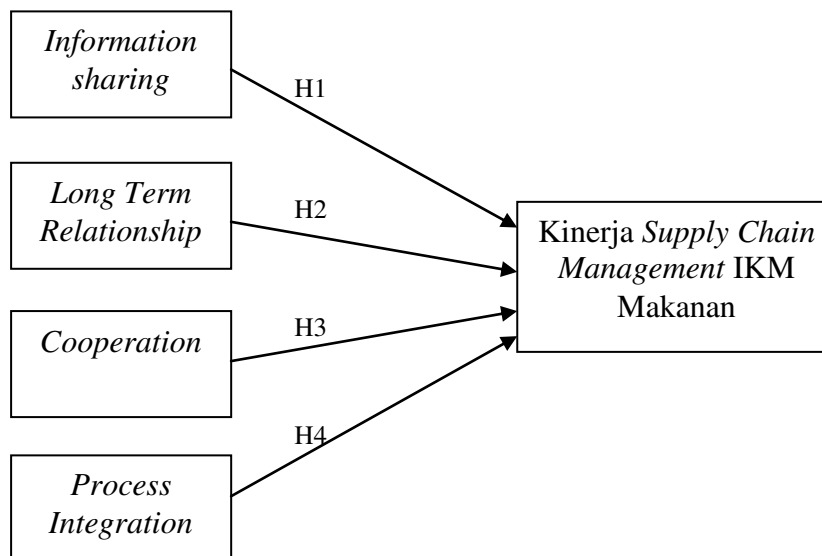 Information
sharing
H1
Long Term
Relationship
H2
Kinerja Supply Chain
Management IKM
Makanan
Cooperation
H3
H4
Process
Integration